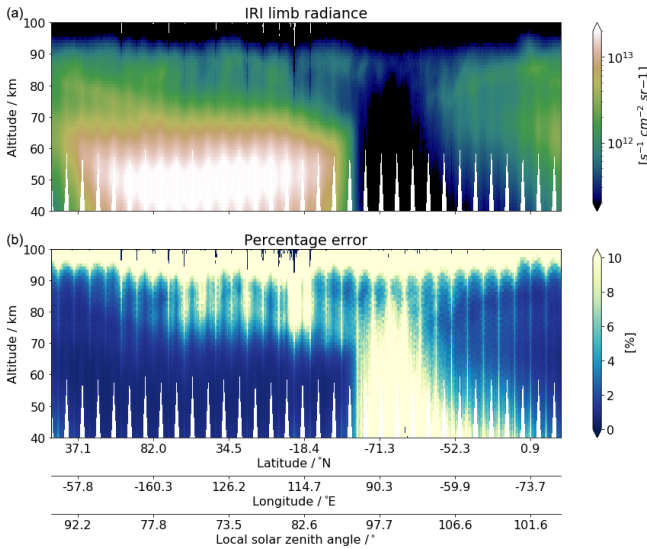 (a) IRI limb radiance
100
90
80
70
60
50
40
Altitude / km
10¹³
10¹²
[s⁻¹ cm⁻² sr−1]
(b) Percentage error
100
90
80
70
60
50
40
Altitude / km
10
8
6
4
2
0
[%]
37.1 82.0 34.5 -18.4 -71.3 -52.3 0.9
Latitude / °N
-57.8 -160.3 126.2 114.7 90.3 -59.9 -73.7
Longitude / °E
92.2 77.8 73.5 82.6 97.7 106.6 101.6
Local solar zenith angle / °